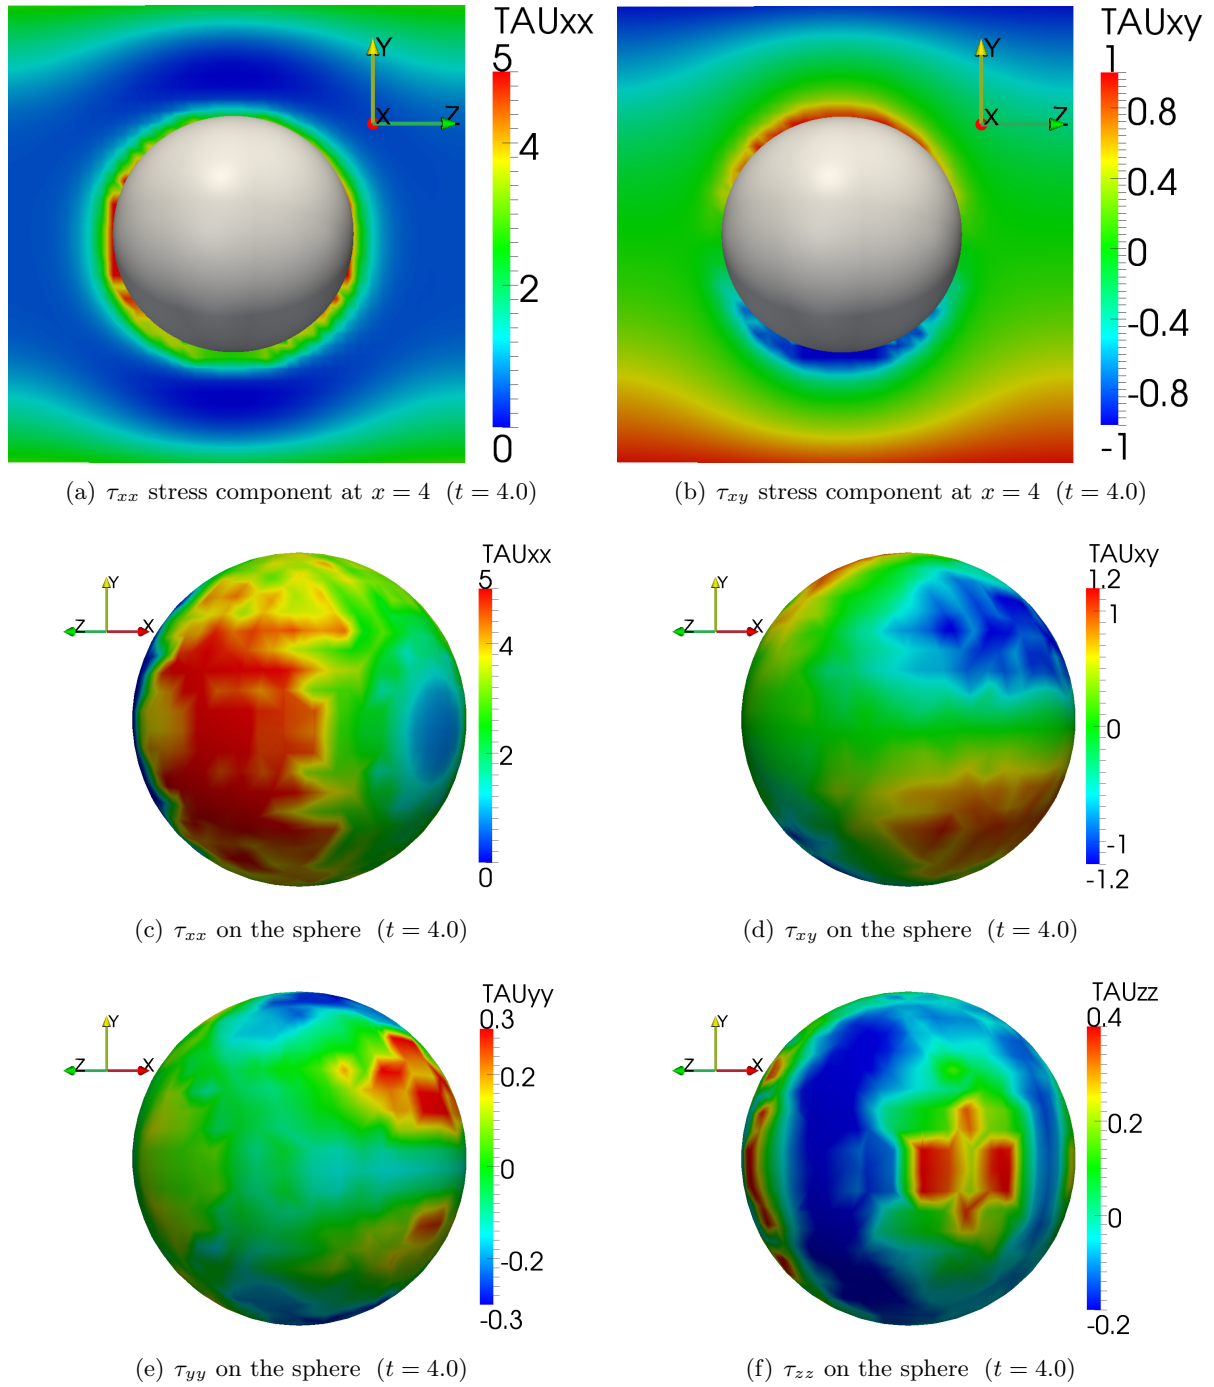 TAUxx
5
4
2
0
Y
X
Z
TAUxy
1
0.8
0.4
0
-0.4
-0.8
-1
Y
X
Z
(a) τxx stress component at x = 4 (t = 4.0)
(b) τxy stress component at x = 4 (t = 4.0)
TAUxx
5
4
2
0
Y
Z
X
TAUxy
1.2
1
0
-1
-1.2
Y
Z
X
(c) τxx on the sphere (t = 4.0)
(d) τxy on the sphere (t = 4.0)
TAUyy
0.3
0.2
0
-0.2
-0.3
Y
Z
X
TAUzz
0.4
0.2
0
-0.2
Y
Z
X
(e) τyy on the sphere (t = 4.0)
(f) τzz on the sphere (t = 4.0)